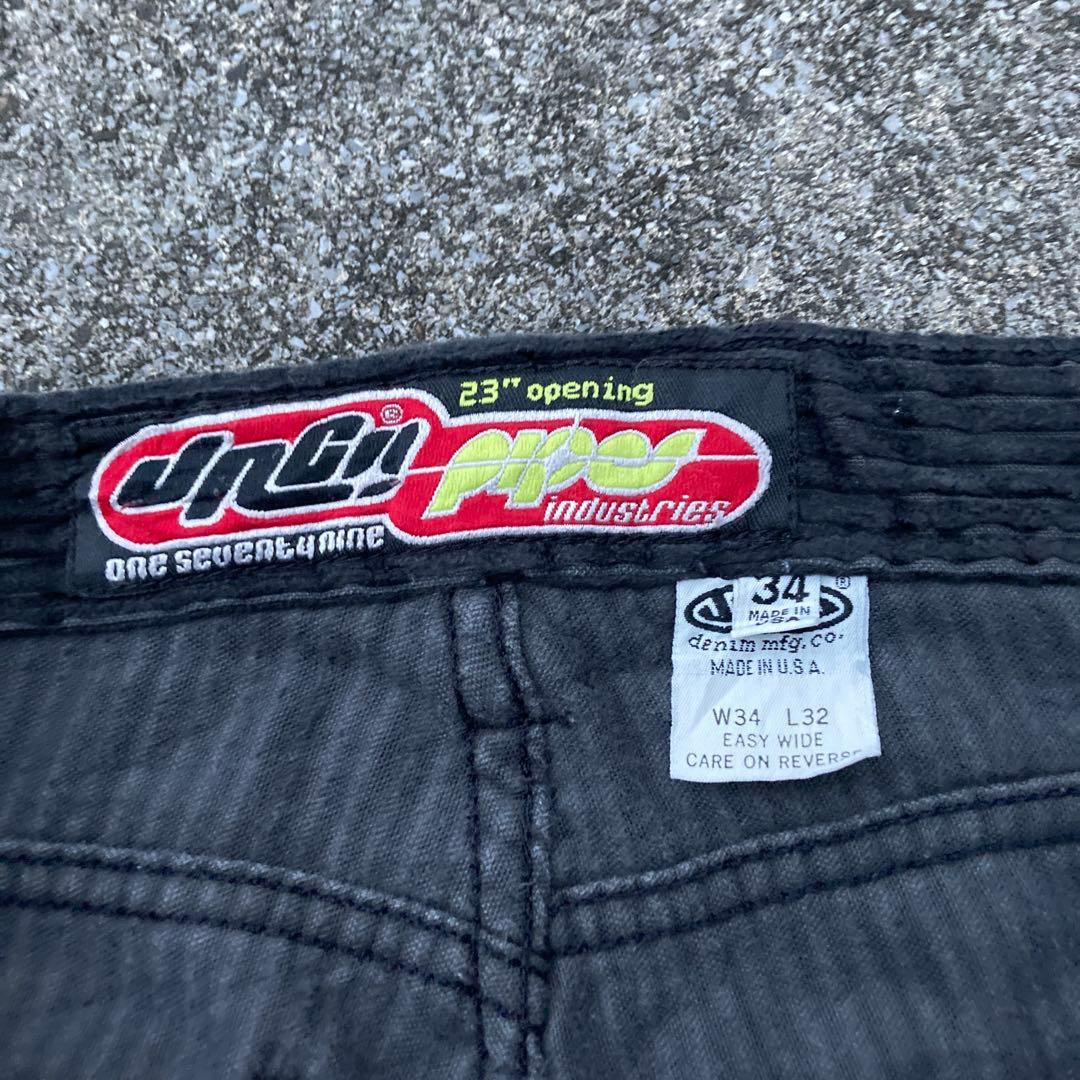 23" opening
JNCO®
pipes
industries
one seventy nine
34
®
MADE IN
USA
denim mfg. co.
MADE IN U.S.A.
W34 L32
EASY WIDE
CARE ON REVERSE